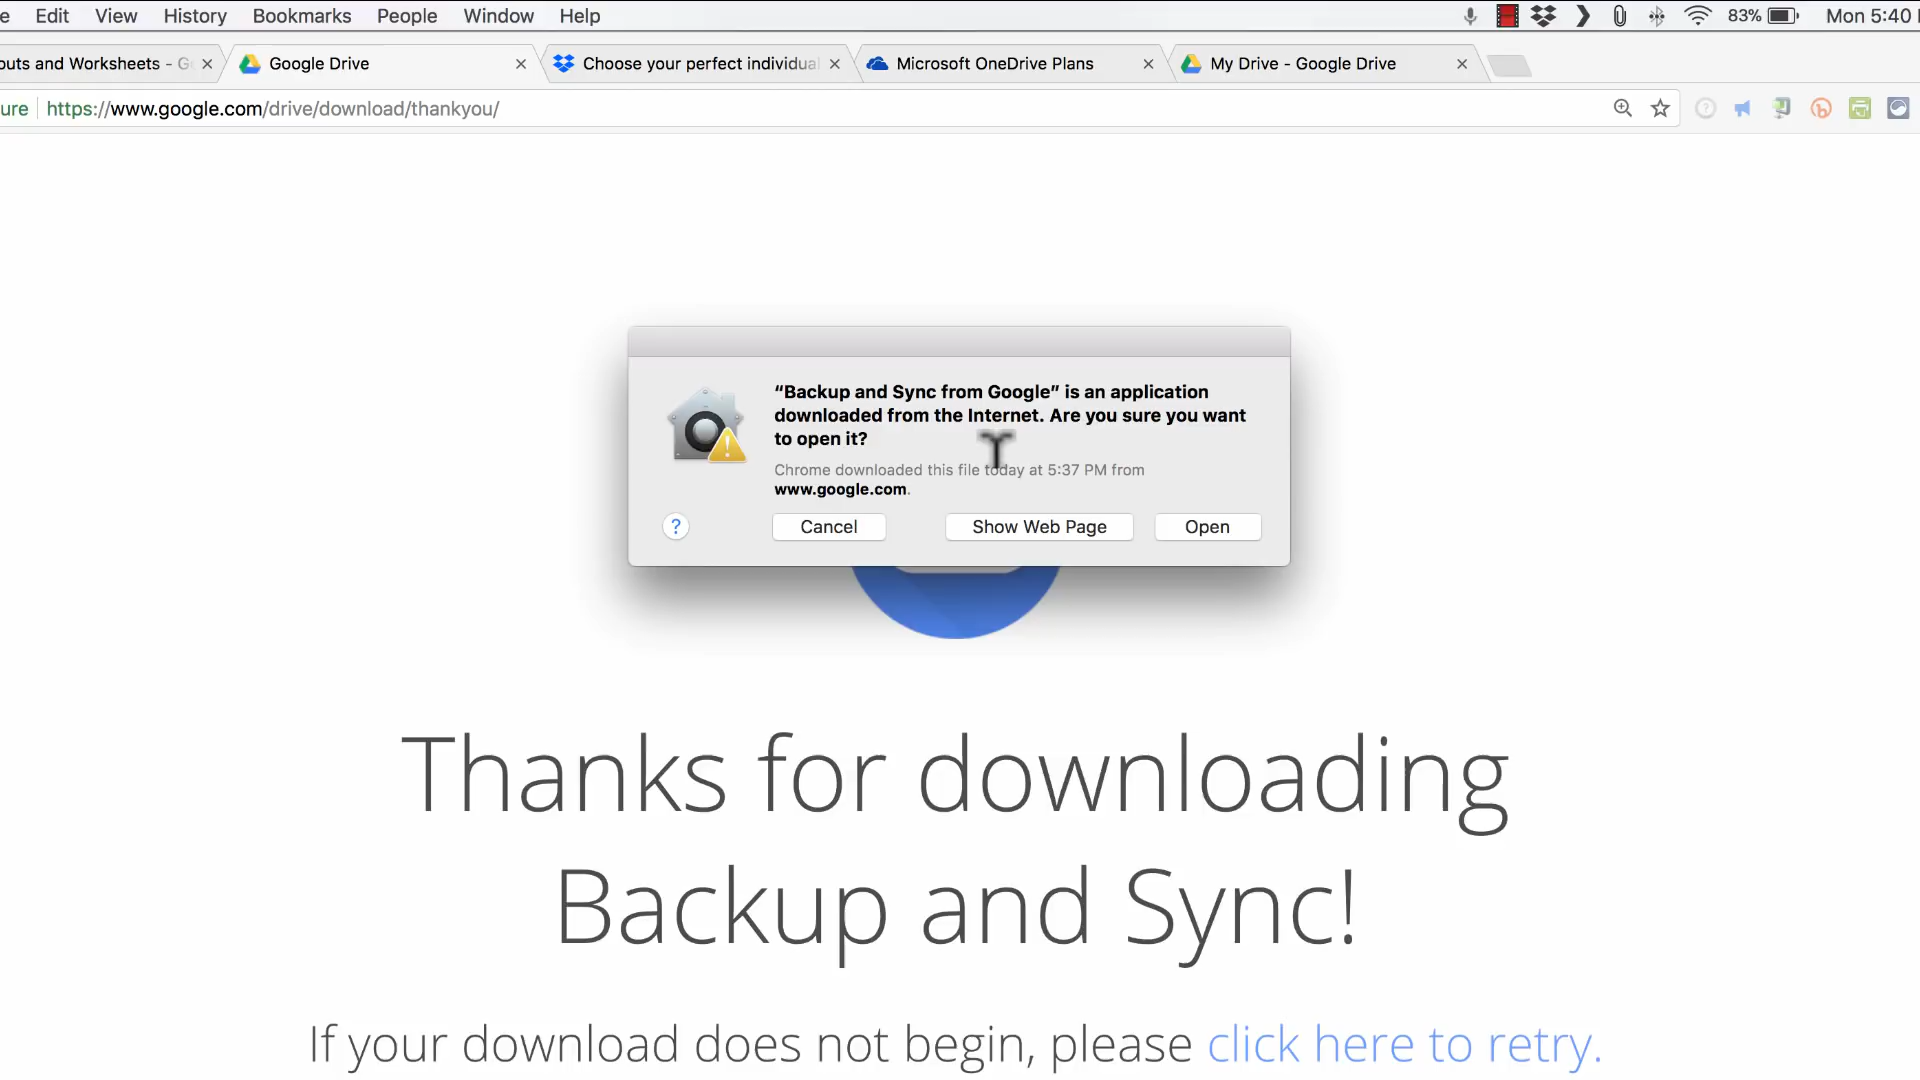 Edit View History Bookmarks People Window Help 83% Mon 5:40
outs and Worksheets - G Google Drive Choose your perfect individual Microsoft OneDrive Plans My Drive - Google Drive
ure https://www.google.com/drive/download/thankyou/
“Backup and Sync from Google” is an application
downloaded from the Internet. Are you sure you want
to open it?
Chrome downloaded this file today at 5:37 PM from
www.google.com.
? Cancel Show Web Page Open
Thanks for downloading
Backup and Sync!
If your download does not begin, please click here to retry.